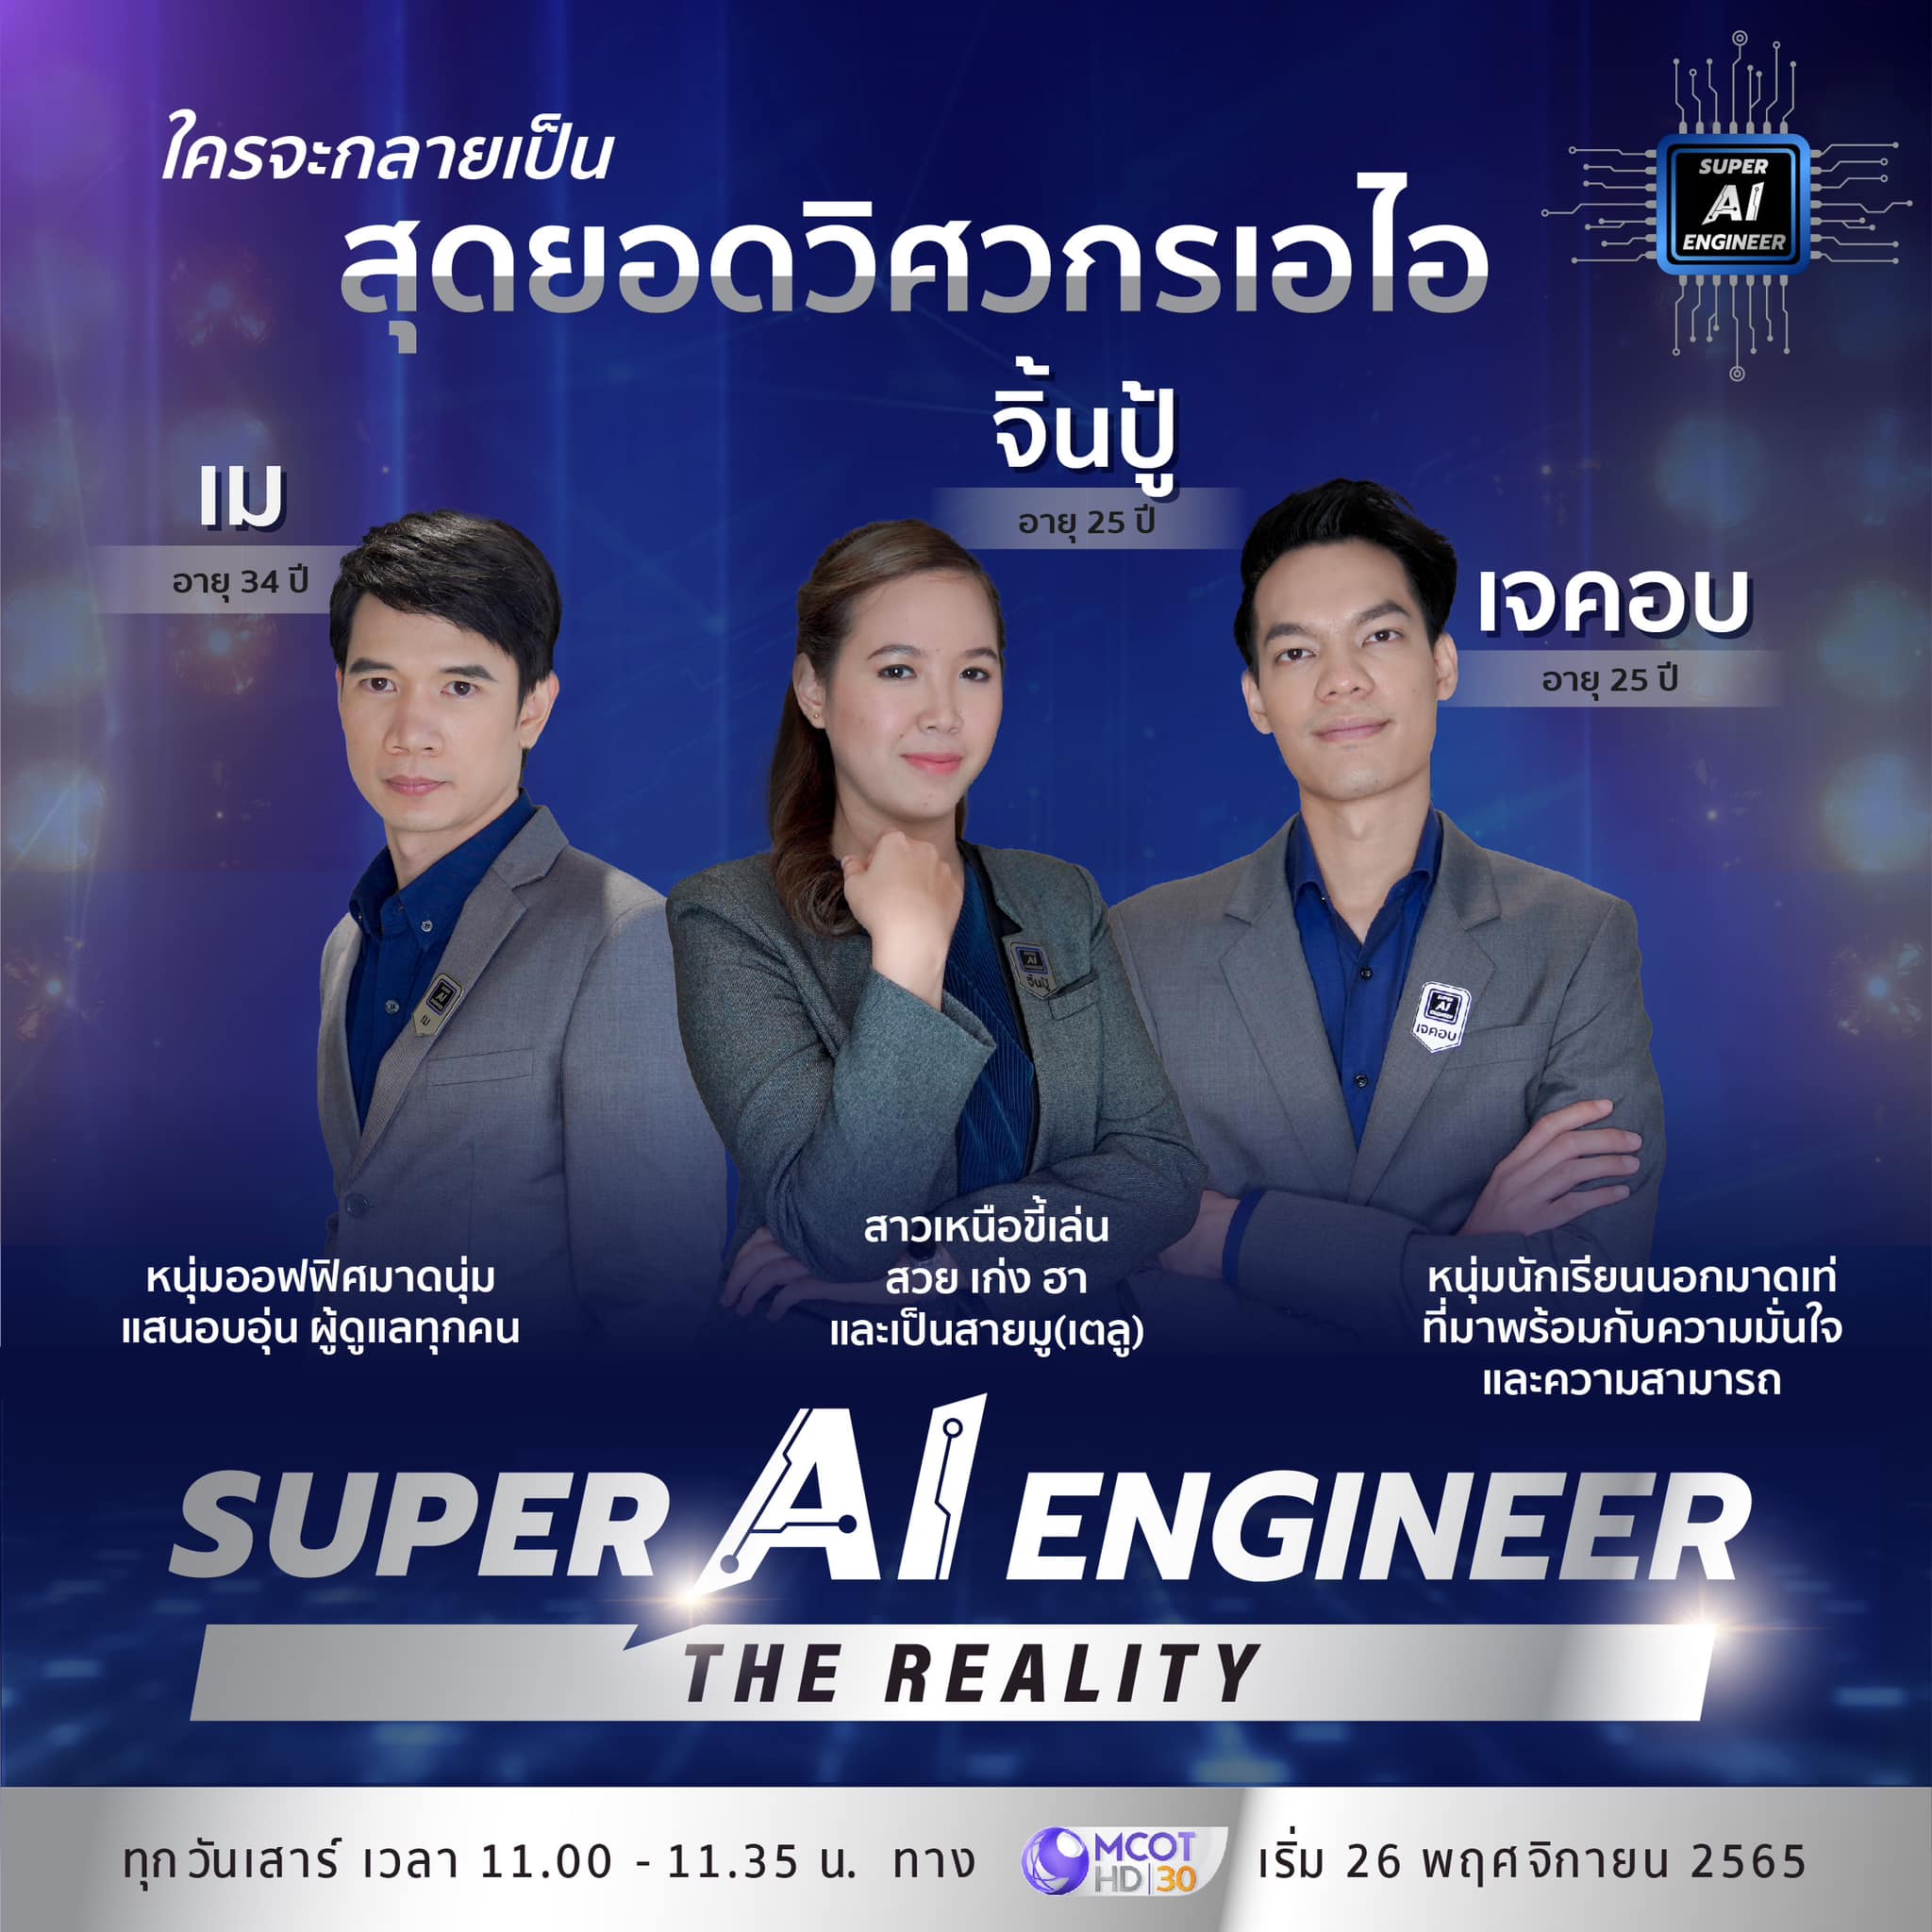 ใครจะกลายเป็น
สุดยอดวิศวกรเอไอ
SUPER
AI
ENGINEER
เม
อายุ 34 ปี
จิ้นปู้
อายุ 25 ปี
เจคอบ
อายุ 25 ปี
SUPER
AI
ENGINEER
เจคอบ
AI
จิ้นปู้
AI
เม
หนุ่มออฟฟิศมาดนุ่ม
แสนอบอุ่น ผู้ดูแลทุกคน
สาวเหนือขี้เล่น
สวย เก่ง ฮา
และเป็นสายมู(เตลู)
หนุ่มนักเรียนนอกมาดเท่
ที่มาพร้อมกับความมั่นใจ
และความสามารถ
SUPER AI ENGINEER
THE REALITY
ทุกวันเสาร์ เวลา 11.00 - 11.35 น. ทาง MCOT HD 30 เริ่ม 26 พฤศจิกายน 2565